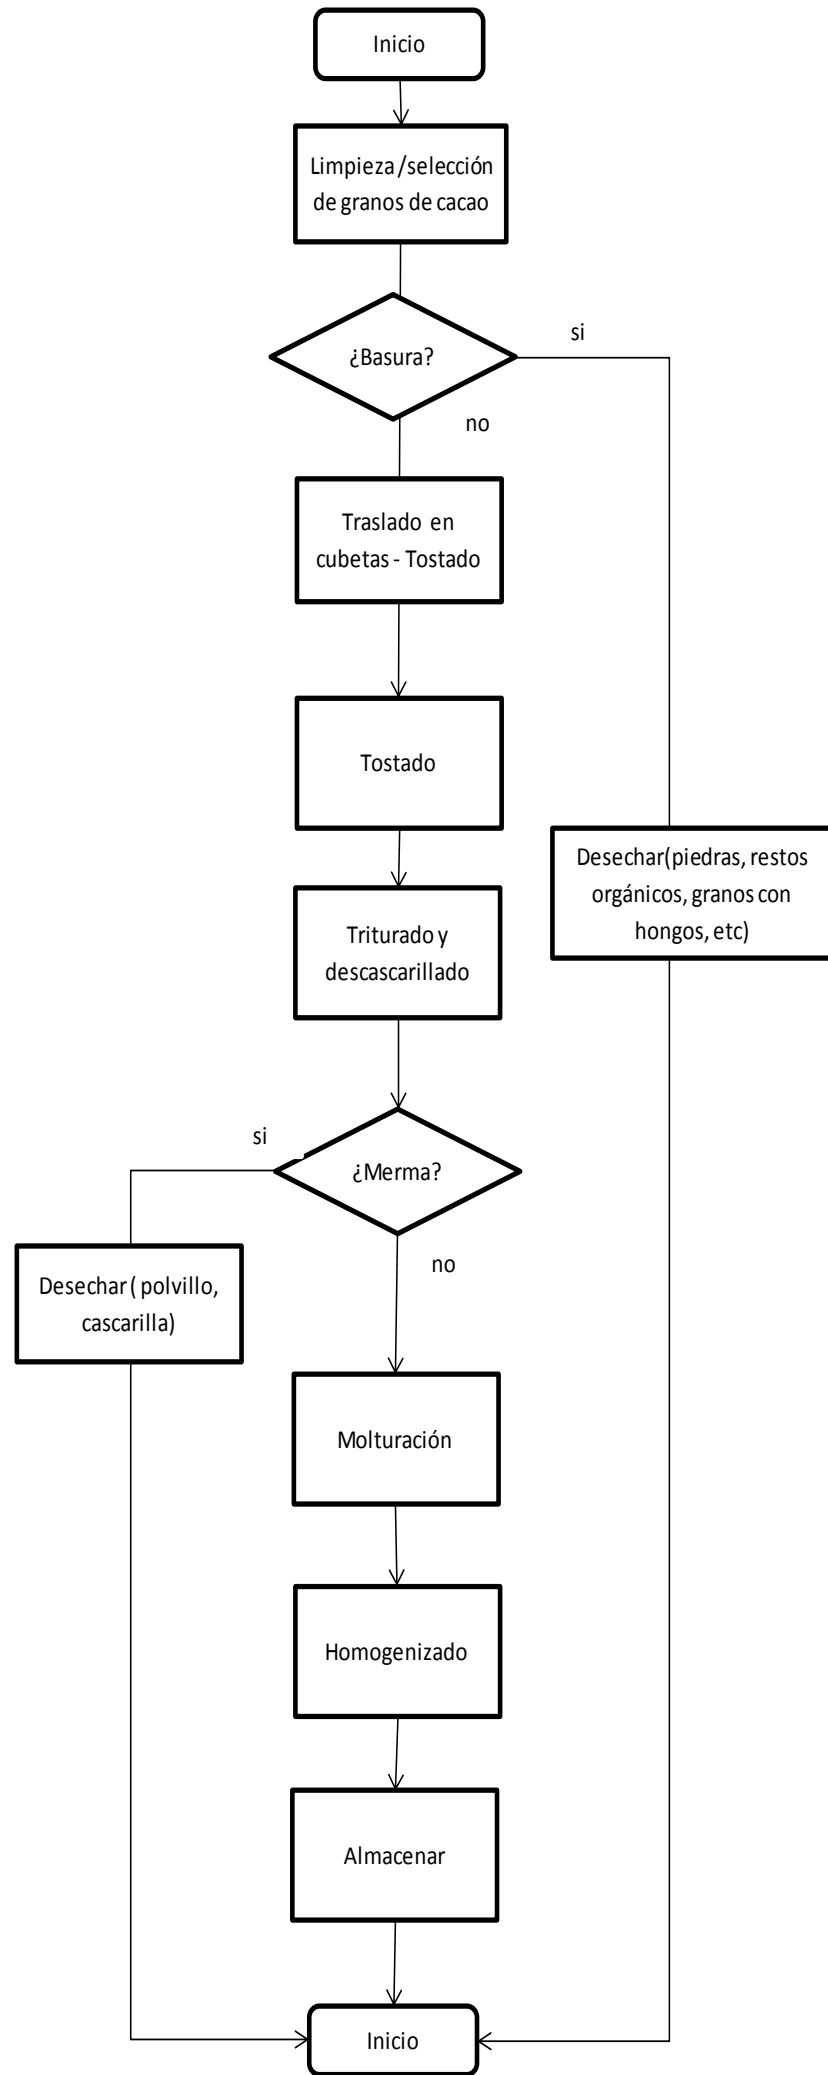 Inicio
Limpieza/selección
de granos de cacao
¿Basura?
si
no
Traslado en
cubetas - Tostado
Tostado
Desechar(piedras, restos
orgánicos, granos con
hongos, etc)
Triturado y
descascarillado
si
¿Merma?
no
Desechar ( polvillo,
cascarilla)
Molturación
Homogenizado
Almacenar
Inicio